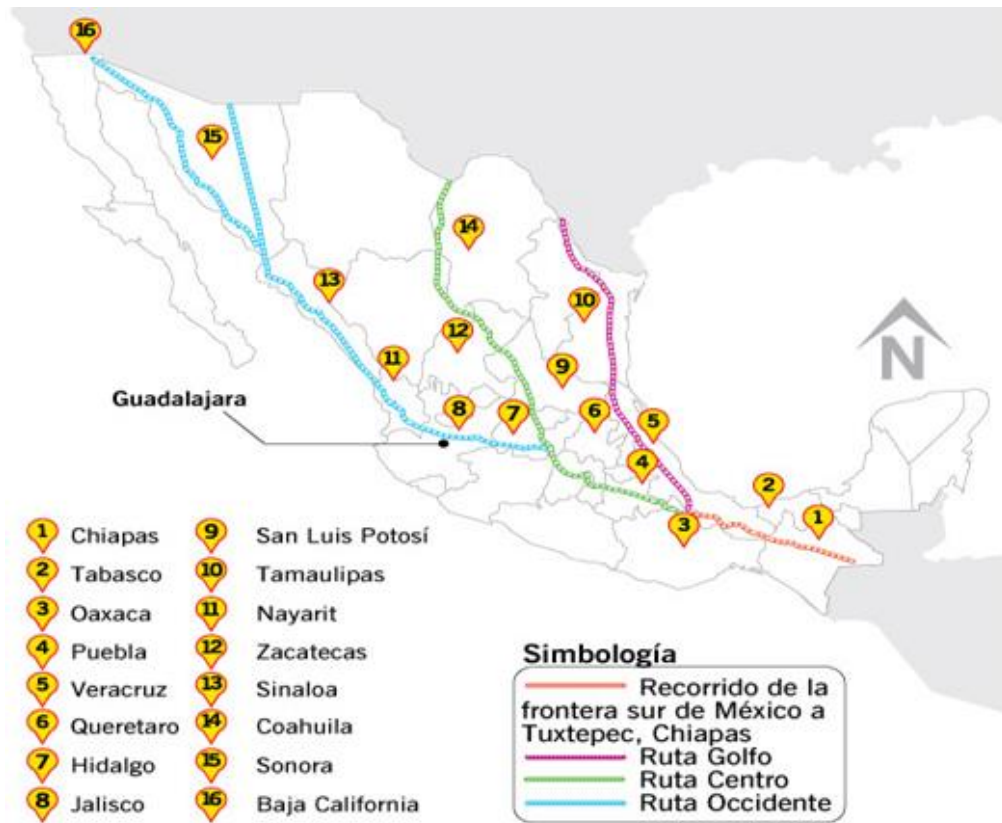 16
15
14
13
10
12
11
9
Guadalajara
8
7
6
5
4
2
3
1
N
1 Chiapas
2 Tabasco
3 Oaxaca
4 Puebla
5 Veracruz
6 Queretaro
7 Hidalgo
8 Jalisco
9 San Luis Potosí
10 Tamaulipas
11 Nayarit
12 Zacatecas
13 Sinaloa
14 Coahuila
15 Sonora
16 Baja California
Simbología
Recorrido de la
frontera sur de México a
Tuxtepec, Chiapas
Ruta Golfo
Ruta Centro
Ruta Occidente